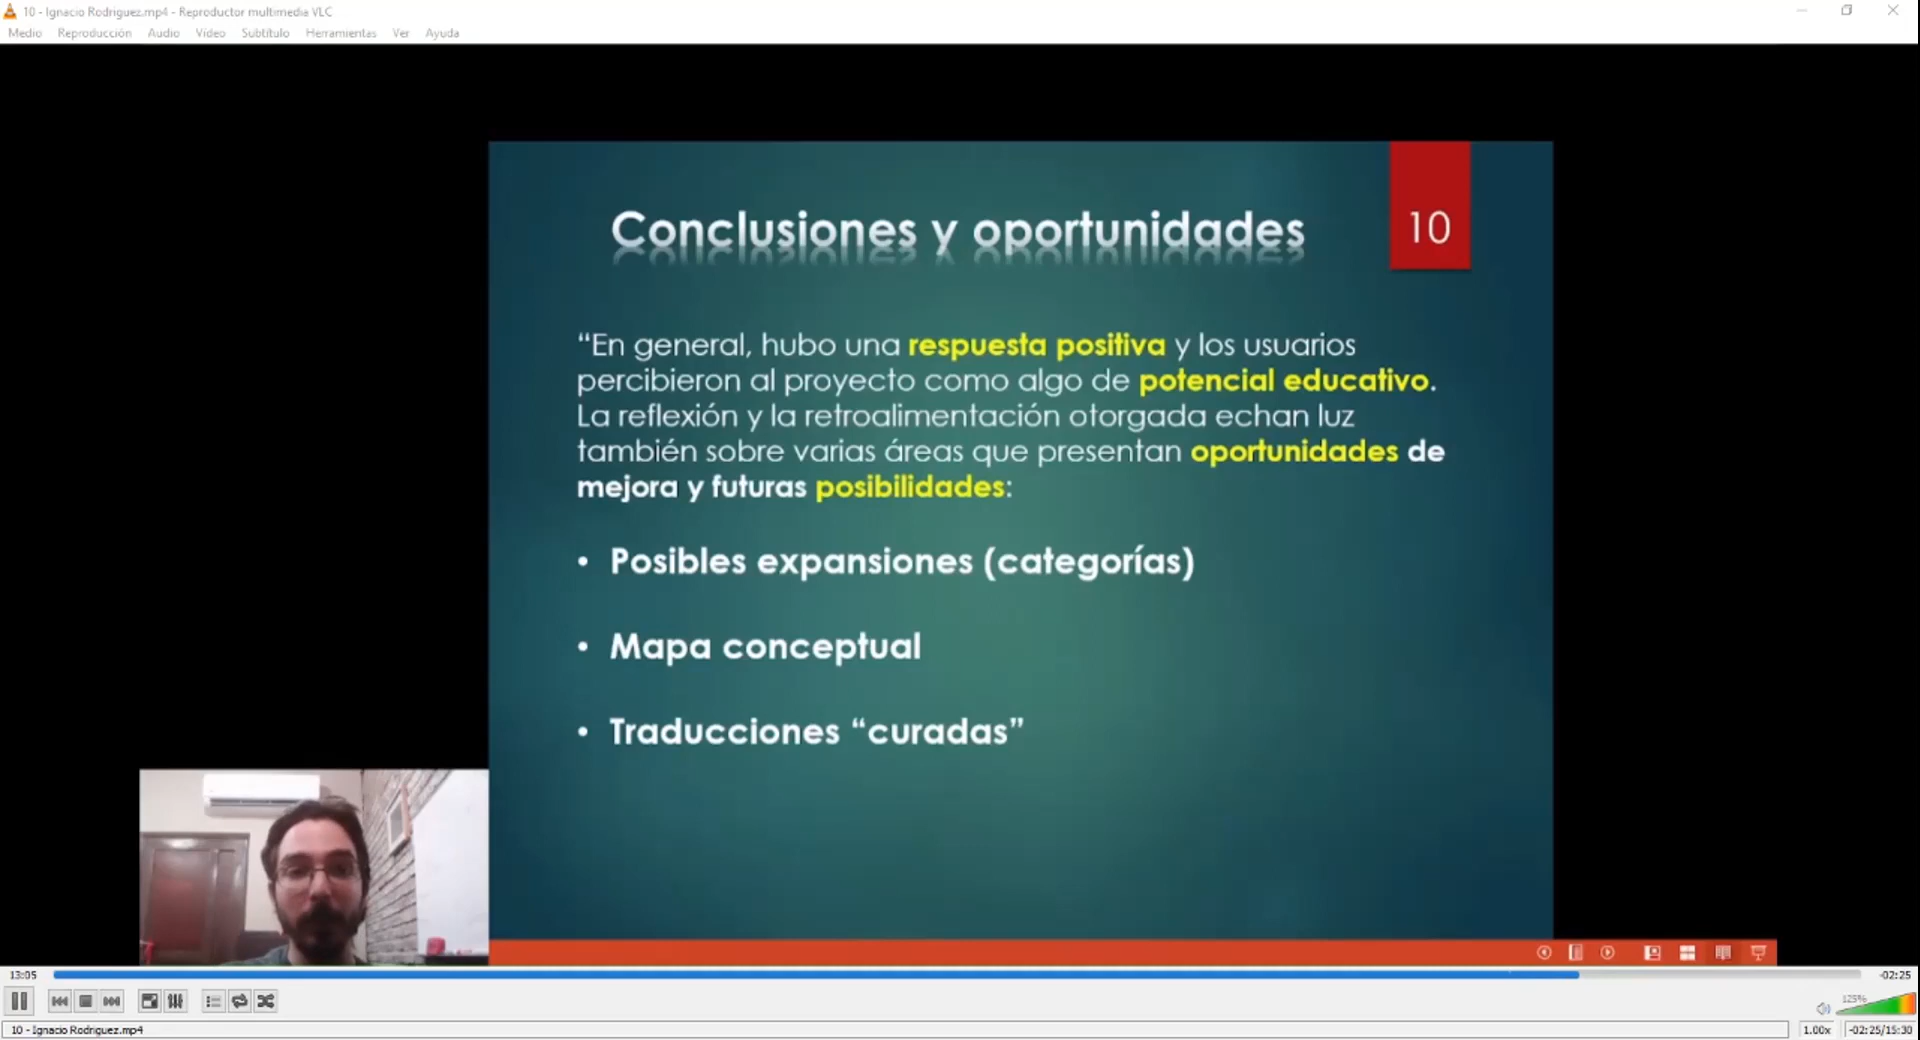 10 - Ignacio Rodriguez.mp4 - Reproductor multimedia VLC
Medio Reproducción Audio Vídeo Subtítulo Herramientas Ver Ayuda
Conclusiones y oportunidades
10
“En general, hubo una respuesta positiva y los usuarios
percibieron al proyecto como algo de potencial educativo.
La reflexión y la retroalimentación otorgada echan luz
también sobre varias áreas que presentan oportunidades de
mejora y futuras posibilidades:
• Posibles expansiones (categorías)
• Mapa conceptual
• Traducciones “curadas”
13:05
-02:25
125%
10 - Ignacio Rodriguez.mp4
1.00x
-02:25/15:30